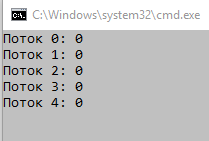 C:\Windows\system32\cmd.exe
Поток 0: 0
Поток 1: 0
Поток 2: 0
Поток 3: 0
Поток 4: 0